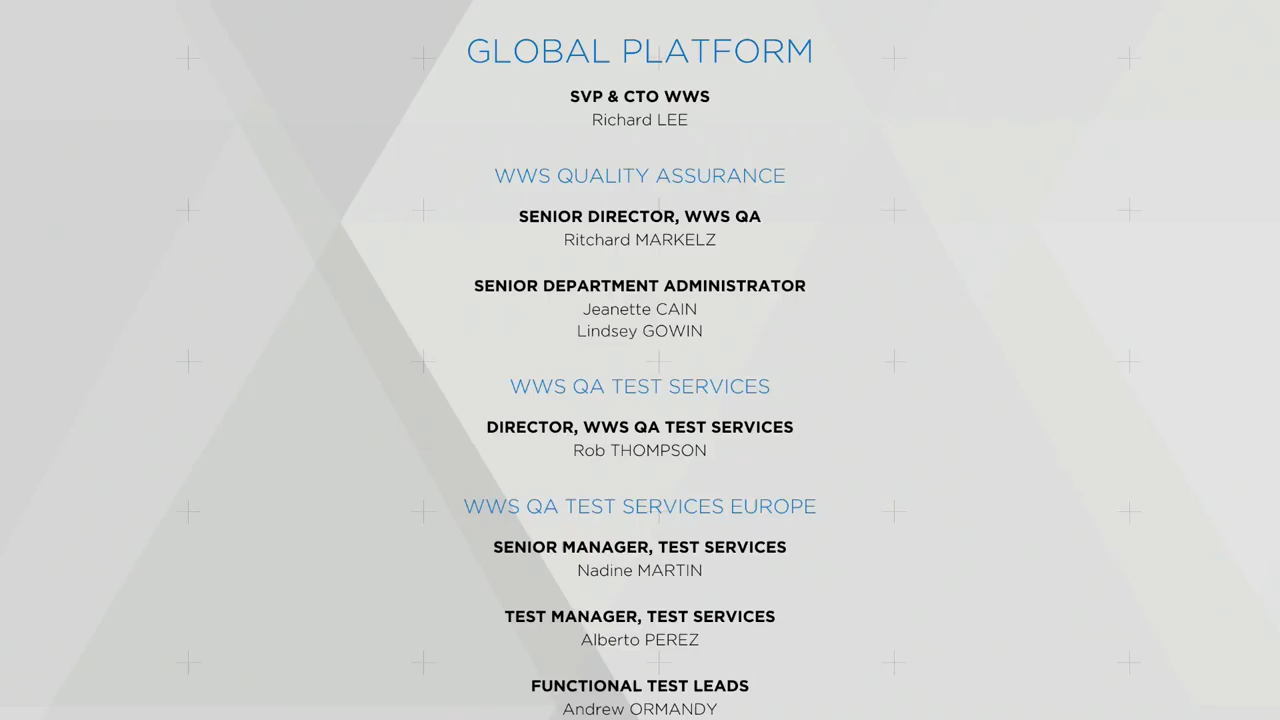 GLOBAL PLATFORM
SVP & CTO WWS
Richard LEE
WWS QUALITY ASSURANCE
SENIOR DIRECTOR, WWS QA
Ritchard MARKELZ
SENIOR DEPARTMENT ADMINISTRATOR
Jeanette CAIN
Lindsey GOWIN
WWS QA TEST SERVICES
DIRECTOR, WWS QA TEST SERVICES
Rob THOMPSON
WWS QA TEST SERVICES EUROPE
SENIOR MANAGER, TEST SERVICES
Nadine MARTIN
TEST MANAGER, TEST SERVICES
Alberto PEREZ
FUNCTIONAL TEST LEADS
Andrew ORMANDY